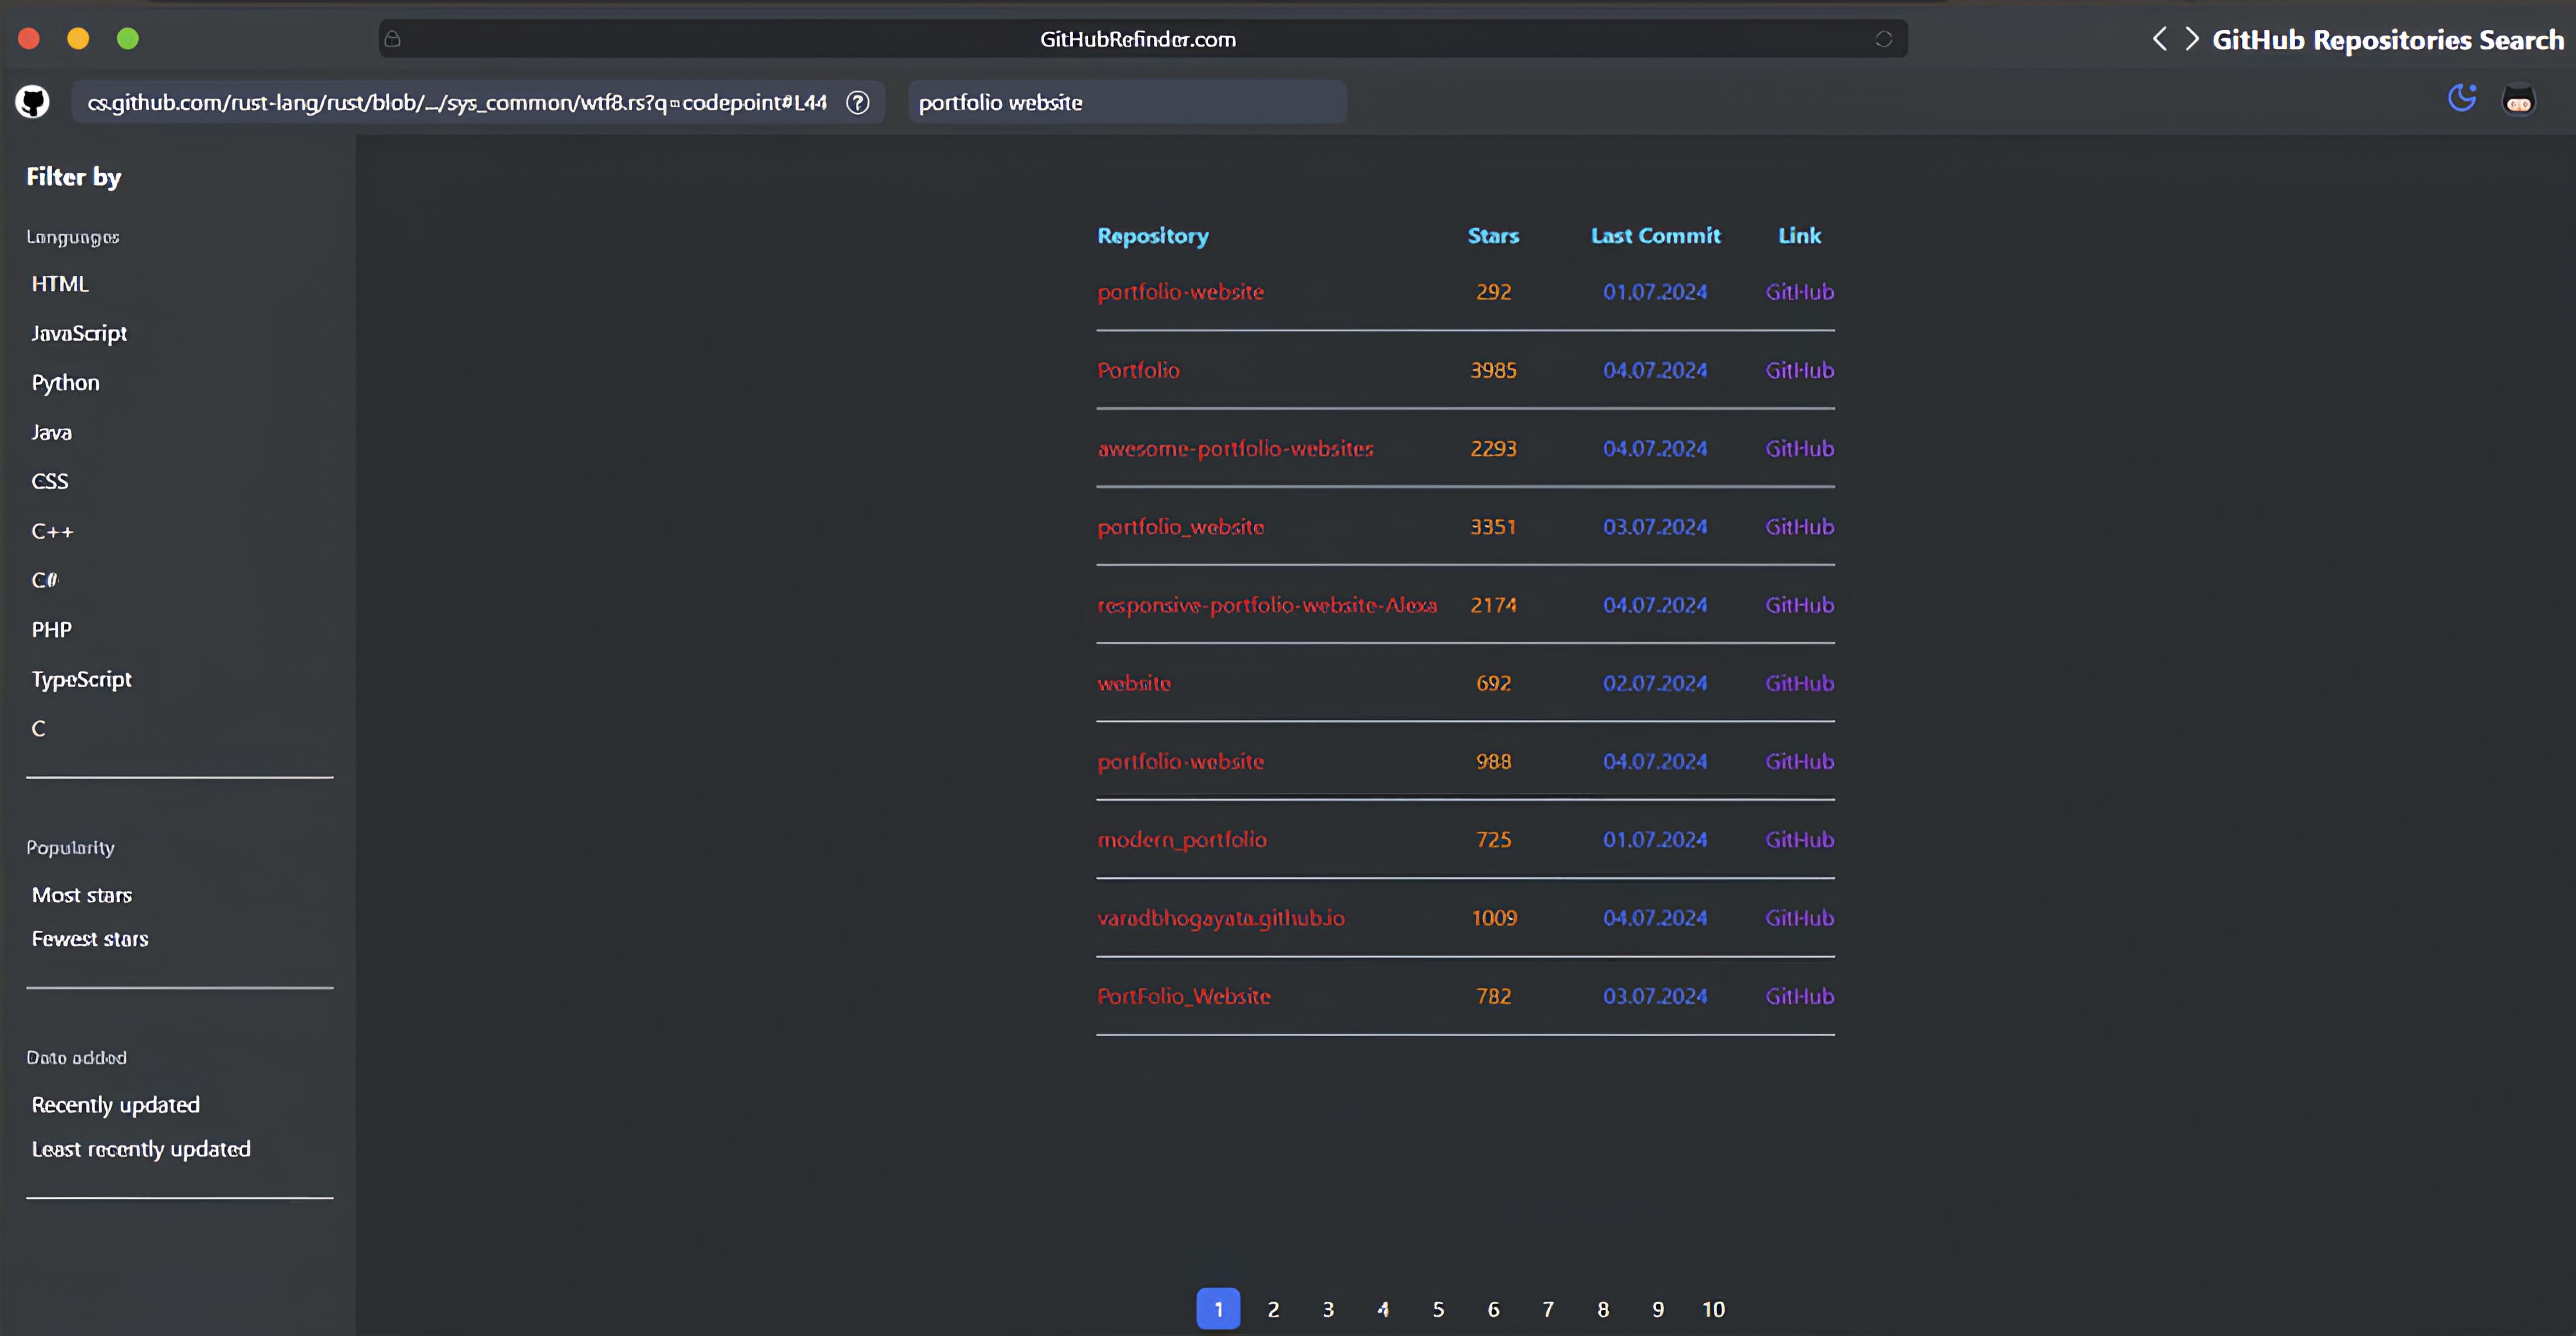 GitHubRefinder.com
GitHub Repositories Search
cs.github.com/rust-lang/rust/blob/.../sys_common/wtf8.rs?q=codepoint#L44
portfolio website
Filter by
Languages
HTML
JavaScript
Python
Java
CSS
C++
C#
PHP
TypeScript
C
Popularity
Most stars
Fewest stars
Date added
Recently updated
Least recently updated
Repository Stars Last Commit Link
portfolio-website 292 01.07.2024 GitHub
Portfolio 3985 04.07.2024 GitHub
awesome-portfolio-websites 2293 04.07.2024 GitHub
portfolio_website 3351 03.07.2024 GitHub
responsive-portfolio-website-Alexa 2174 04.07.2024 GitHub
website 692 02.07.2024 GitHub
portfolio-website 988 04.07.2024 GitHub
modern_portfolio 725 01.07.2024 GitHub
varadbhogayata.github.io 1009 04.07.2024 GitHub
PortFolio_Website 782 03.07.2024 GitHub
1 2 3 4 5 6 7 8 9 10